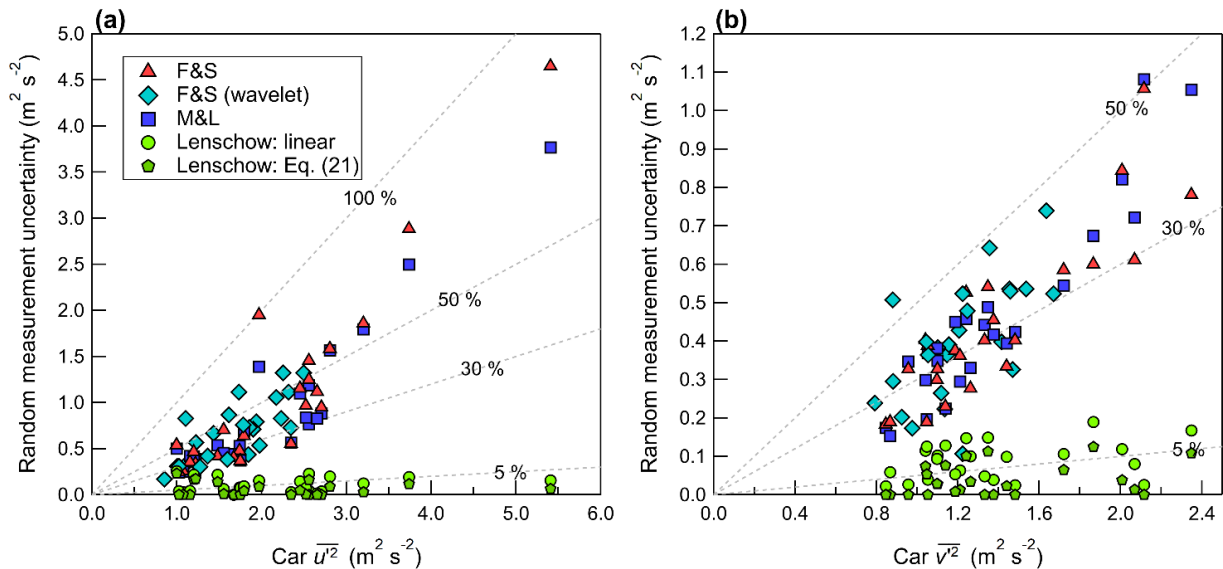 (a)
Random measurement uncertainty (m² s⁻²)
5.0
4.5
4.0
3.5
3.0
2.5
2.0
1.5
1.0
0.5
0.0
F&S
F&S (wavelet)
M&L
Lenschow: linear
Lenschow: Eq. (21)
100 %
50 %
30 %
5 %
0.0 1.0 2.0 3.0 4.0 5.0 6.0
Car u'² (m² s⁻²)
(b)
Random measurement uncertainty (m² s⁻²)
1.2
1.1
1.0
0.9
0.8
0.7
0.6
0.5
0.4
0.3
0.2
0.1
0.0
50 %
30 %
5 %
0.0 0.4 0.8 1.2 1.6 2.0 2.4
Car v'² (m² s⁻²)